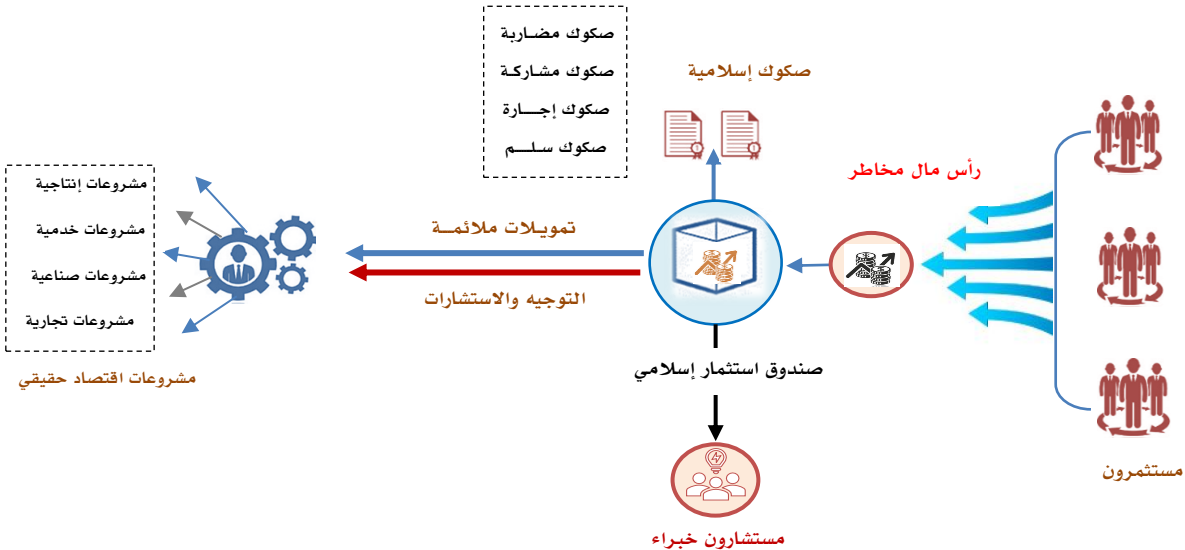 صكوك مضاربة
صكوك مشاركة
صكوك إجارة
صكوك سلم
صكوك إسلامية
رأس مال مخاطر
مستثمرون
تمويلات ملائمة
التوجيه والاستشارات
صندوق استثمار إسلامي
مستشارون خبراء
مشروعات إنتاجية
مشروعات خدمية
مشروعات صناعية
مشروعات تجارية
مشروعات اقتصاد حقيقي